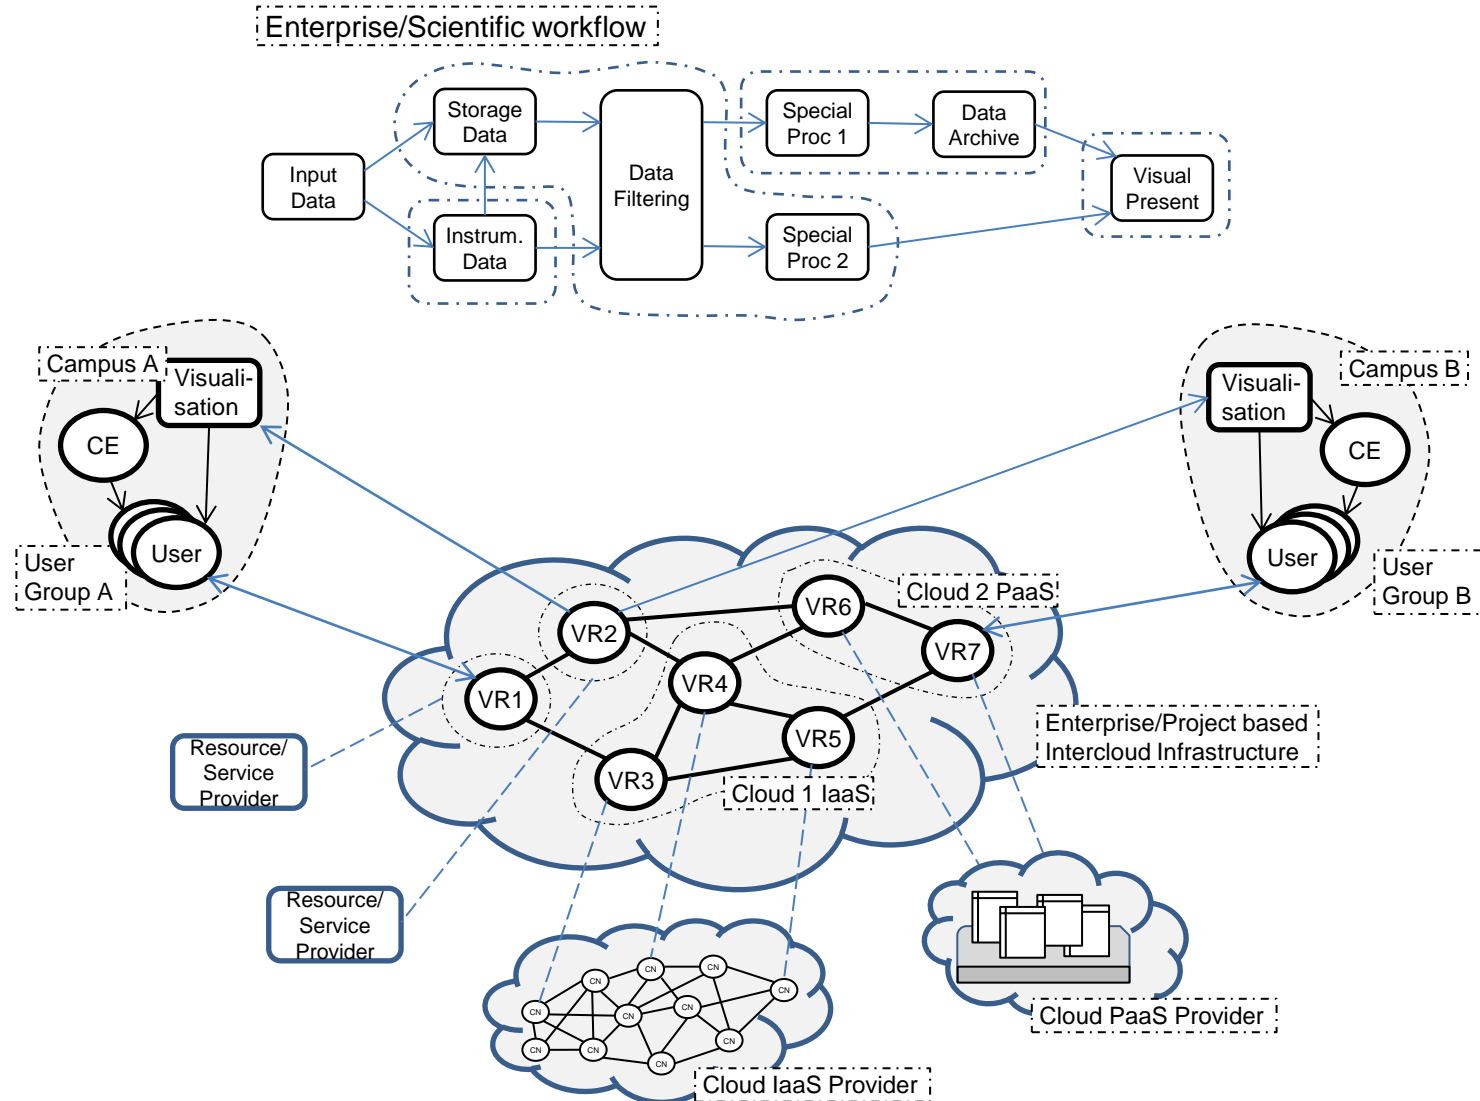 Enterprise/Scientific workflow
Storage
Data
Special
Proc 1
Data
Archive
Input
Data
Data
Filtering
Visual
Present
Instrum.
Data
Special
Proc 2
Campus A
Visuali-
sation
CE
User
User
Group A
Campus B
Visuali-
sation
CE
User
User
Group B
Cloud 2 PaaS
VR6
VR2
VR7
VR4
VR1
VR5
VR3
Cloud 1 IaaS
Enterprise/Project based
Intercloud Infrastructure
Resource/
Service
Provider
Resource/
Service
Provider
CN
CN
CN
CN
CN
CN
CN
CN
CN
CN
CN
CN
Cloud PaaS Provider
Cloud IaaS Provider